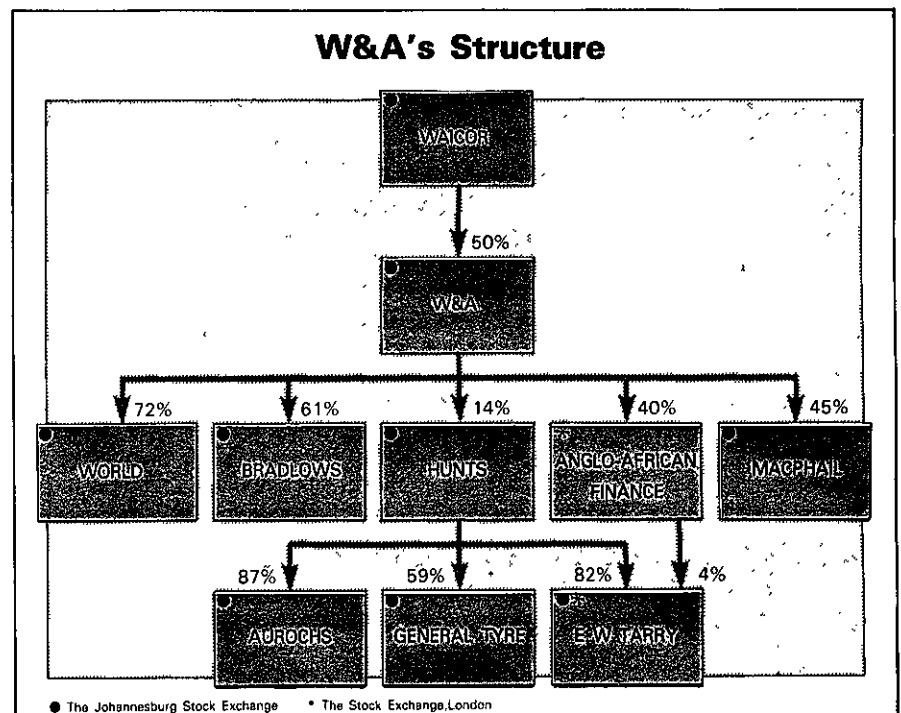 W&A's Structure
WAICOR
50%
W&A
72% 61% 14% 40% 45%
WORLD BRADLOWS HUNTS ANGLO-AFRICAN FINANCE MACPHAIL
87% 59% 82% 4%
AUROCHS GENERAL TYRE E.W. TARRY
● The Johannesburg Stock Exchange * The Stock Exchange, London